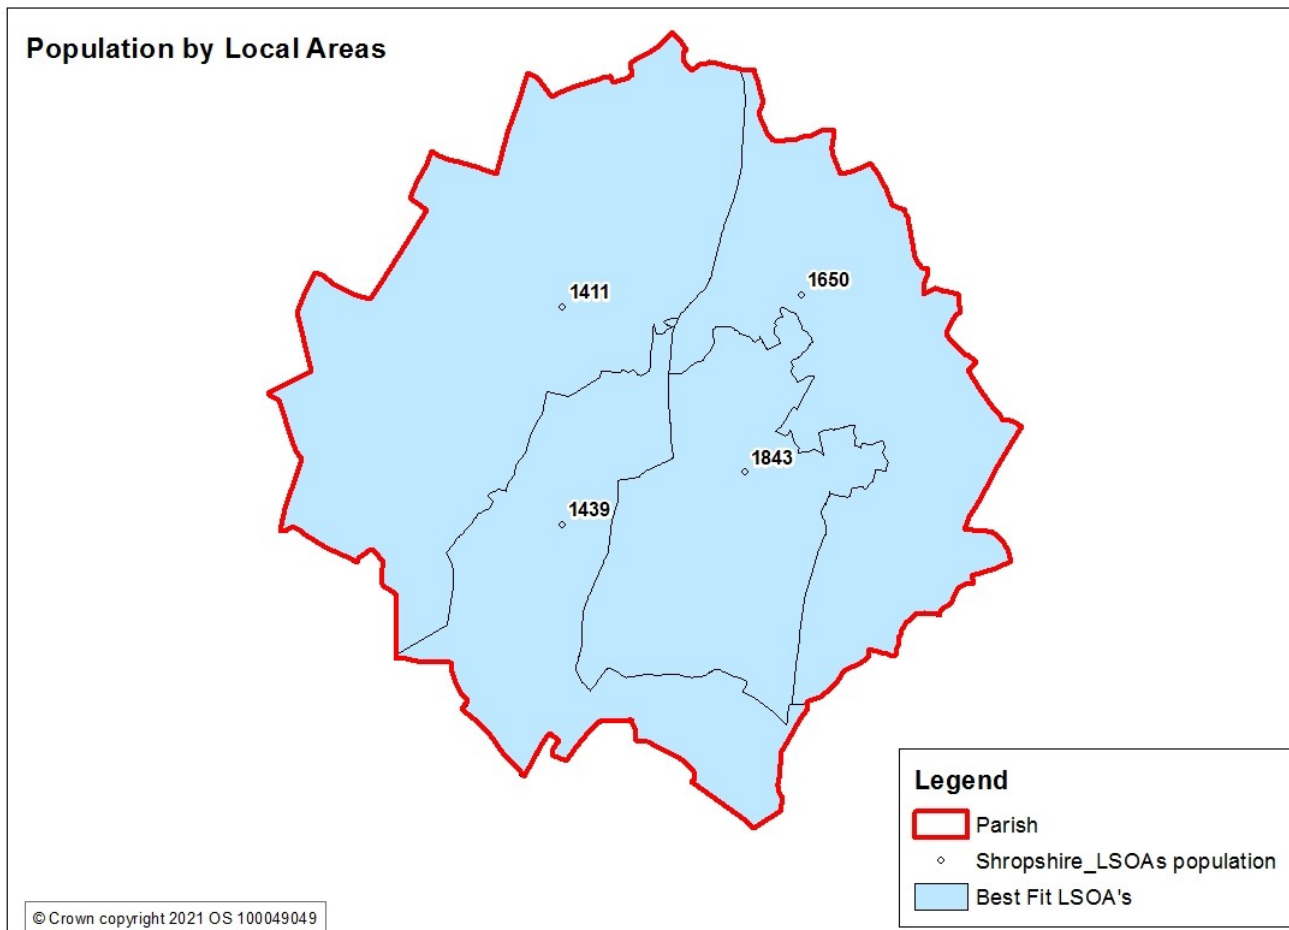 Population by Local Areas
1411
1650
1843
1439
Legend
Parish
Shropshire_LSOAs population
Best Fit LSOA's
© Crown copyright 2021 OS 100049049